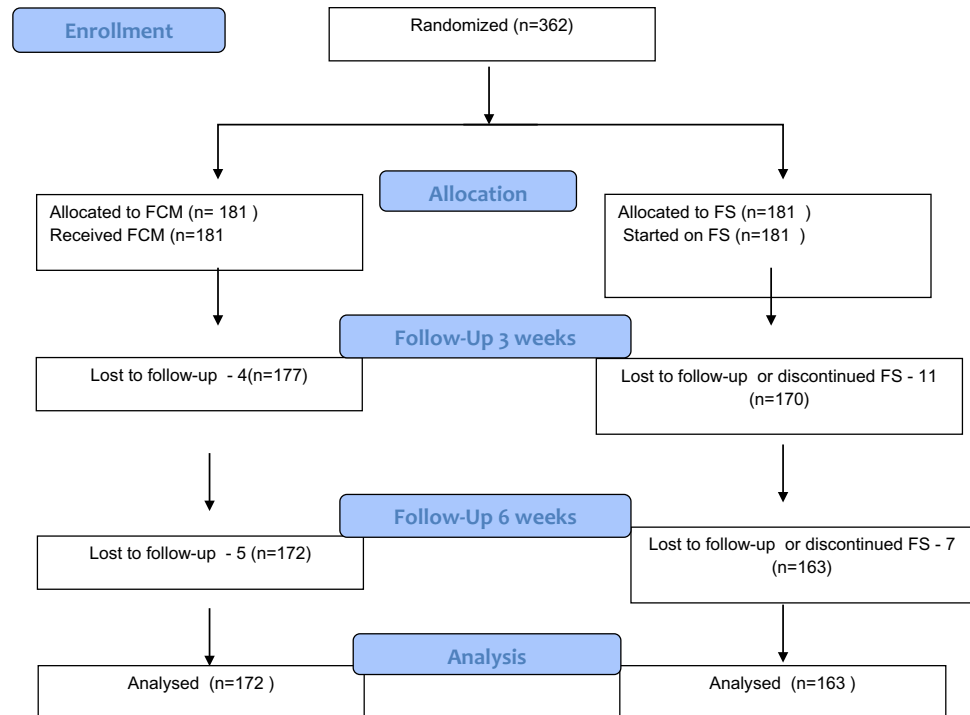 Enrollment
Randomized (n=362)
Allocation
Allocated to FCM (n= 181 )
Received FCM (n=181
Allocated to FS (n=181 )
Started on FS (n=181 )
Follow-Up 3 weeks
Lost to follow-up - 4(n=177)
Lost to follow-up or discontinued FS - 11
(n=170)
Follow-Up 6 weeks
Lost to follow-up - 5 (n=172)
Lost to follow-up or discontinued FS - 7
(n=163)
Analysis
Analysed (n=172 )
Analysed (n=163 )